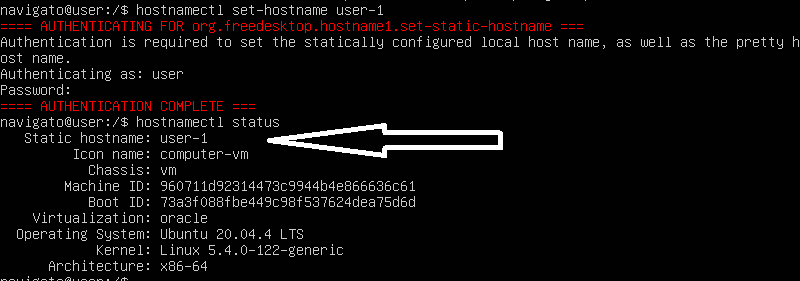 navigato@user:/$ hostnamectl set-hostname user-1
==== AUTHENTICATING FOR org.freedesktop.hostname1.set-static-hostname ===
Authentication is required to set the statically configured local host name, as well as the pretty h
ost name.
Authenticating as: user
Password:
==== AUTHENTICATION COMPLETE ===
navigato@user:/$ hostnamectl status
Static hostname: user-1
Icon name: computer-vm
Chassis: vm
Machine ID: 960711d92314473c9944b4e866636c61
Boot ID: 73a3f088fbe449c98f537624dea75d6d
Virtualization: oracle
Operating System: Ubuntu 20.04.4 LTS
Kernel: Linux 5.4.0-122-generic
Architecture: x86-64
navigato@user:/$ _